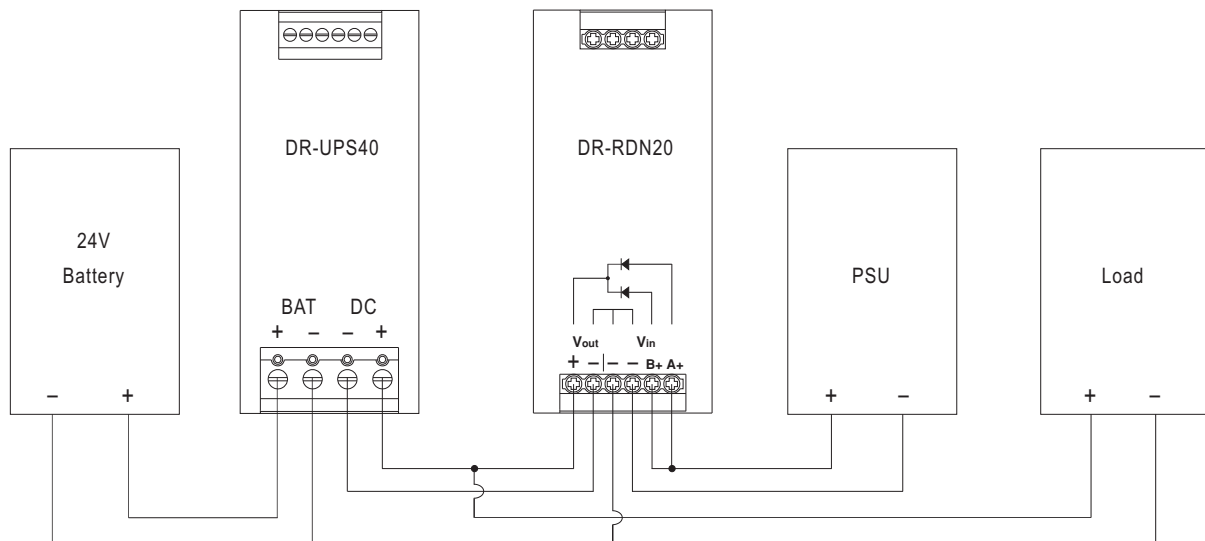 DR-UPS40
DR-RDN20
24V
Battery
PSU
Load
BAT DC
+ − − +
Vout Vin
+ − − − B+ A+
− +
+ −
+ −